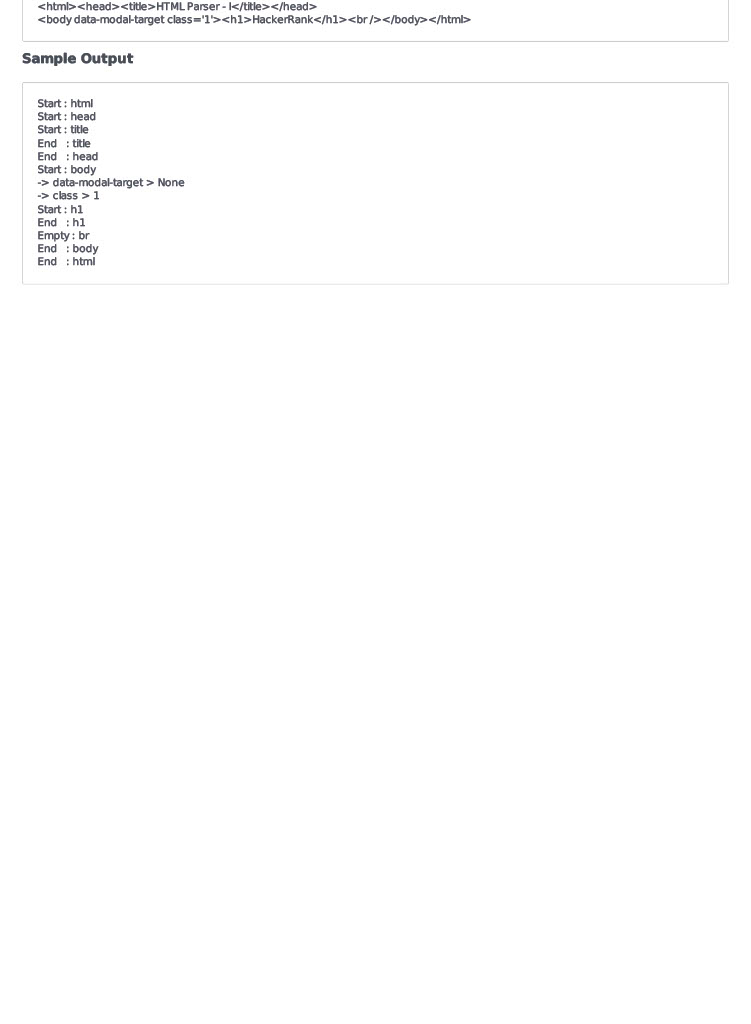 <html><head><title>HTML Parser - I</title></head>
<body data-modal-target class='1'><h1>HackerRank</h1><br /></body></html>
Sample Output
Start : html
Start : head
Start : title
End   : title
End   : head
Start : body
-> data-modal-target > None
-> class > 1
Start : h1
End   : h1
Empty : br
End   : body
End   : html